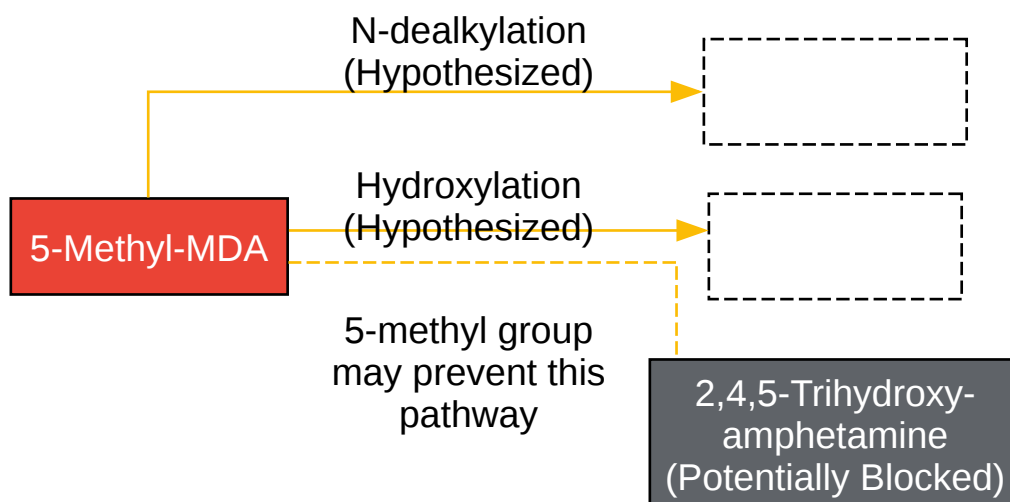 N-dealkylation
(Hypothesized)
Hydroxylation
(Hypothesized)
5-Methyl-MDA
5-methyl group
may prevent this
pathway
2,4,5-Trihydroxy-
amphetamine
(Potentially Blocked)